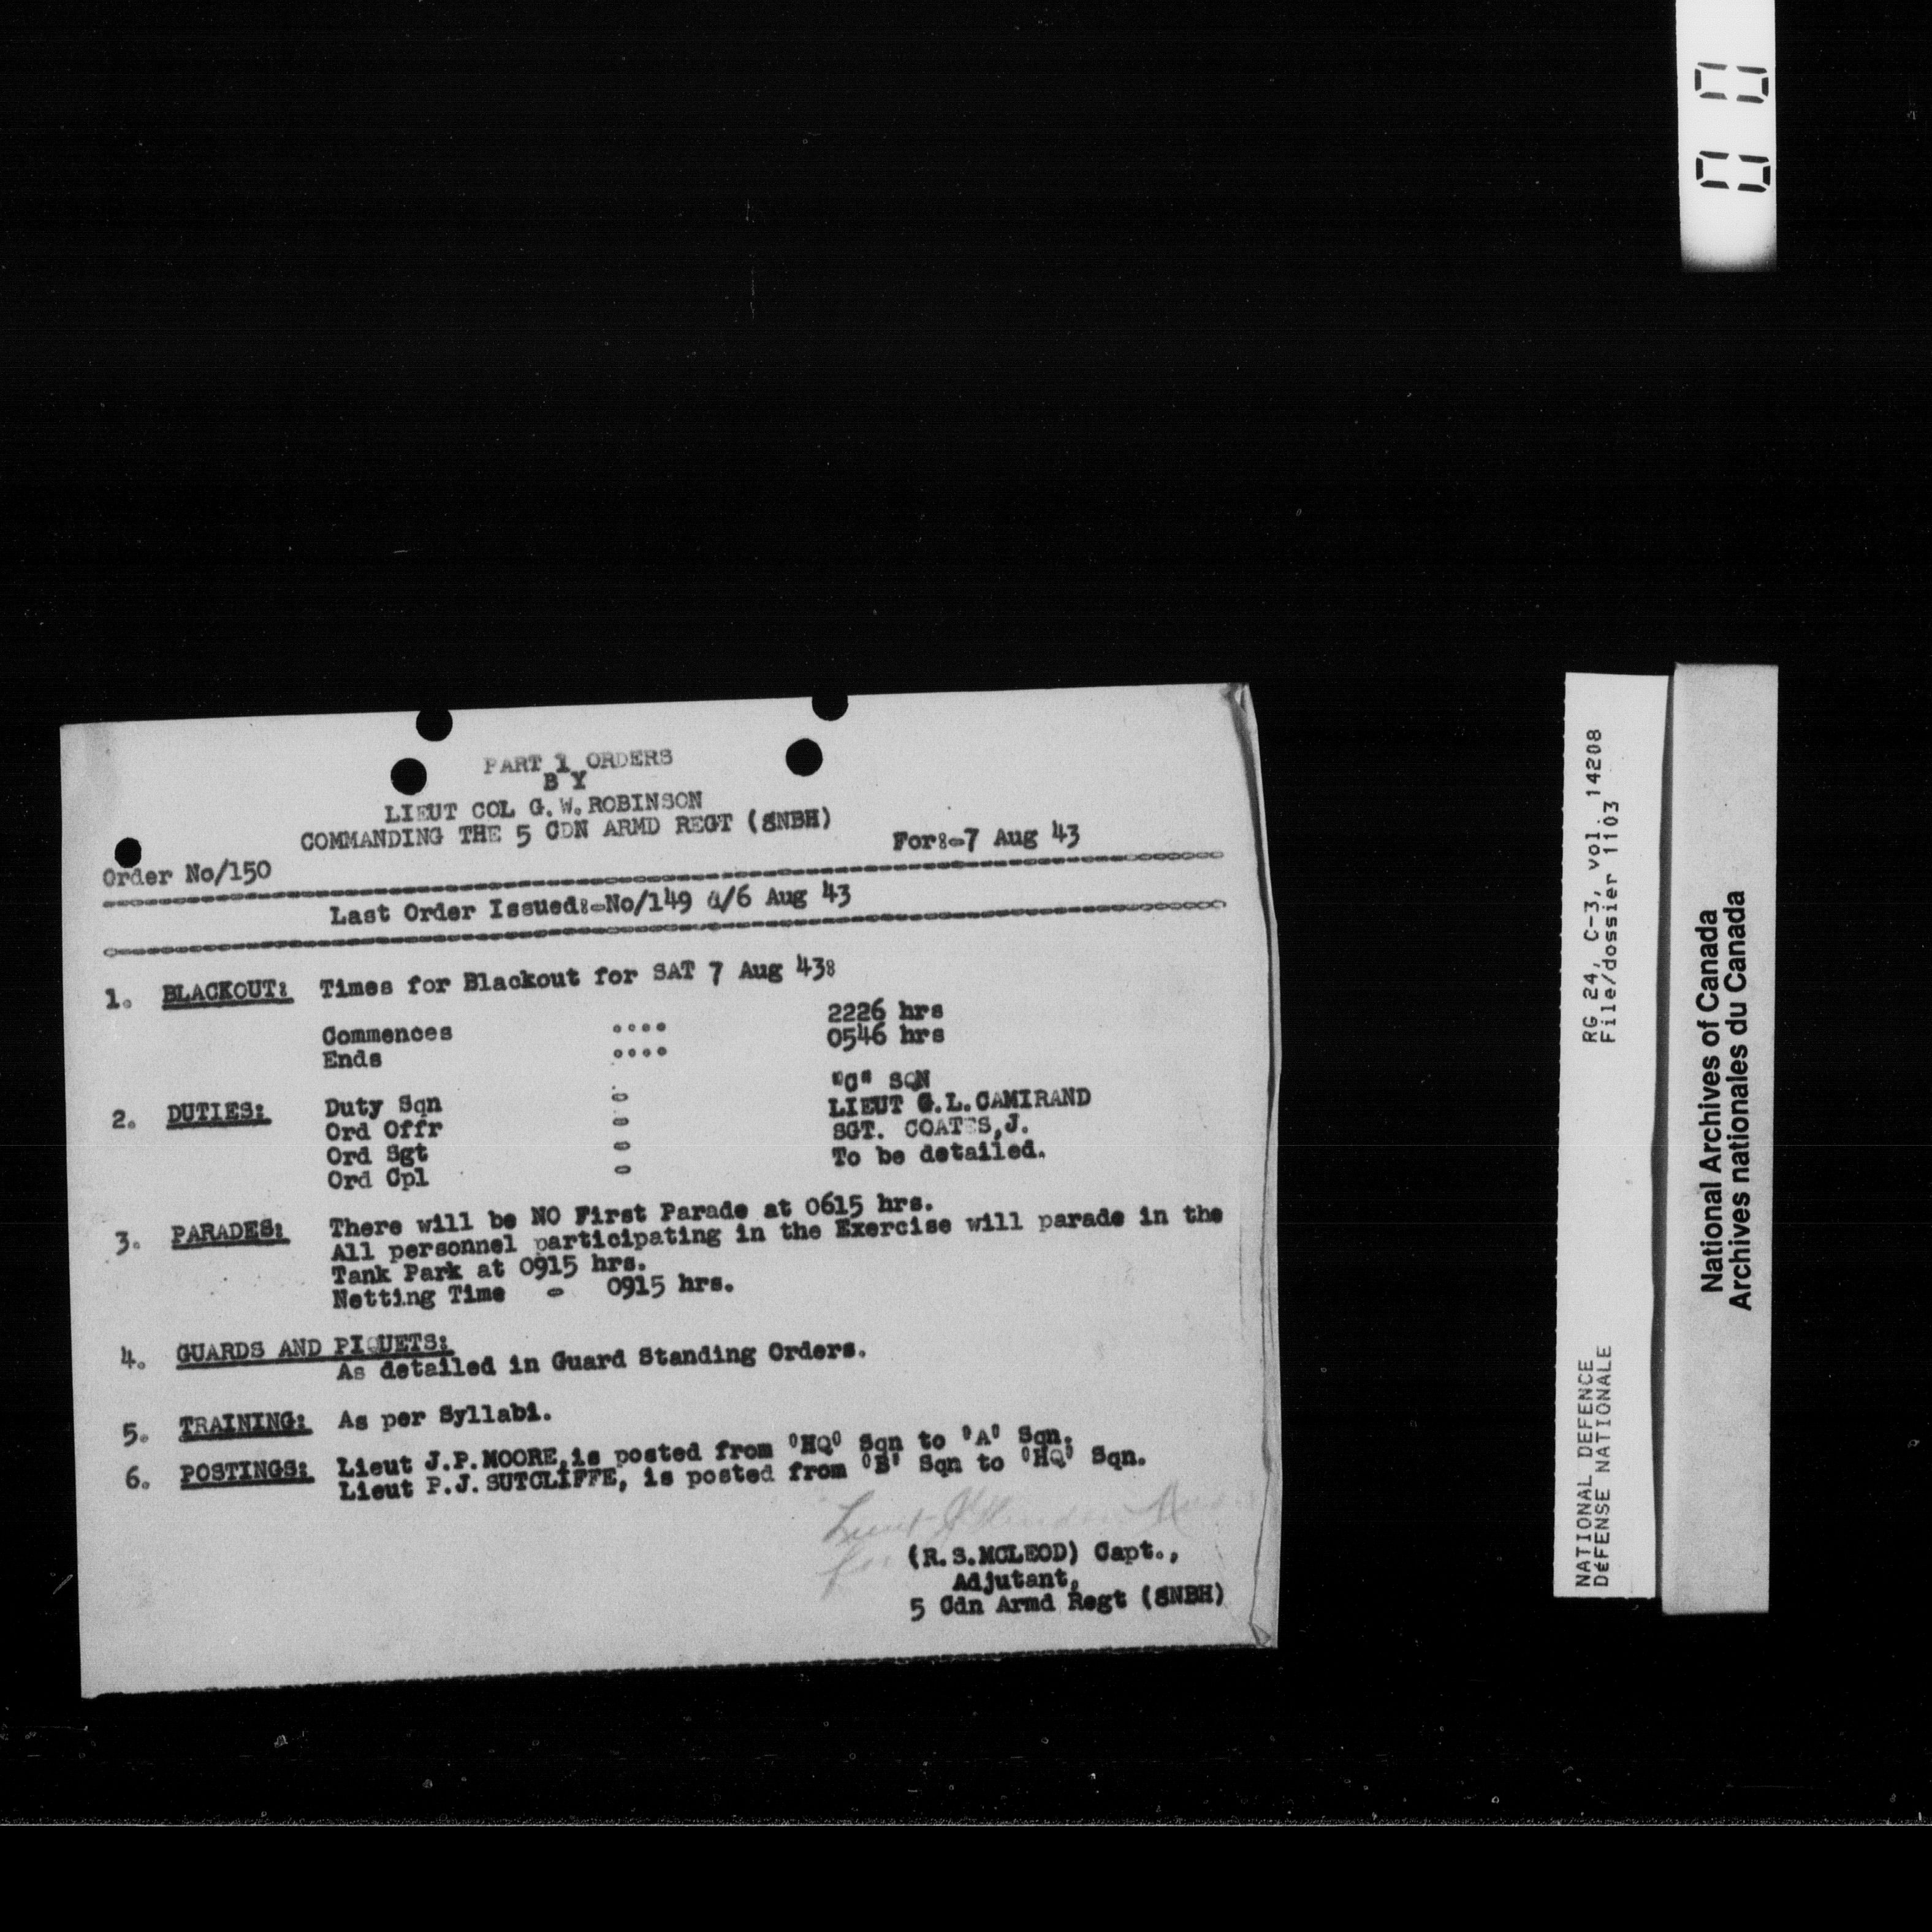 PART 1 ORDERS
B Y
LIEUT COL G.W.ROBINSON
COMMANDING THE 5 CDN ARMD REGT (8NBH)
Order No/150 For:-7 Aug 43
Last Order Issued:-No/149 d/6 Aug 43
1. BLACKOUT: Times for Blackout for SAT 7 Aug 43:
Commences .... 2226 hrs
Ends .... 0546 hrs
2. DUTIES: Duty Sqn - "C" SQN
Ord Offr - LIEUT G.L.CAMIRAND
Ord Sgt - SGT. COATES,J.
Ord Cpl - To be detailed.
3. PARADES: There will be NO First Parade at 0615 hrs.
All personnel participating in the Exercise will parade in the
Tank Park at 0915 hrs.
Netting Time - 0915 hrs.
4. GUARDS AND PIQUETS:
As detailed in Guard Standing Orders.
5. TRAINING: As per Syllabi.
6. POSTINGS: Lieut J.P.MOORE,is posted from 'HQ' Sqn to 'A' Sqn.
Lieut P.J.SUTCLIFFE, is posted from 'B' Sqn to 'HQ' Sqn.
Lieut
for
(R.S.MCLEOD) Capt.,
Adjutant,
5 Cdn Armd Regt (8NBH)
NATIONAL DEFENCE RG 24, C-3, vol. 14208
DéFENSE NATIONALE File/dossier 1103
National Archives of Canada
Archives nationales du Canada